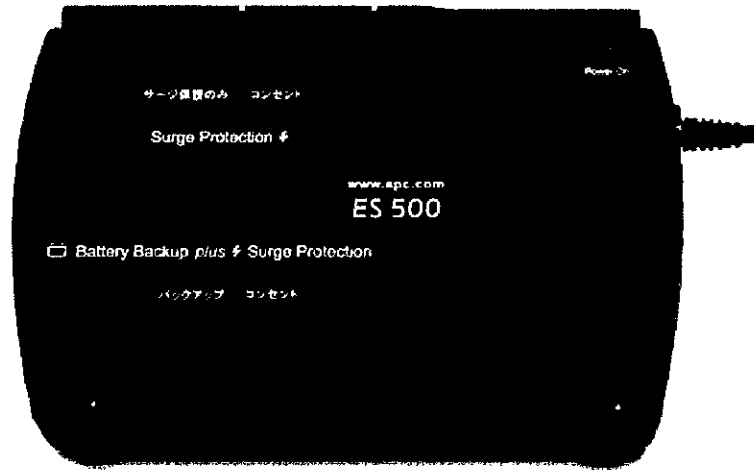 Power On
サージ保護のみ コンセント
Surge Protection
www.apc.com
ES 500
Battery Backup plus Surge Protection
バックアップ コンセント